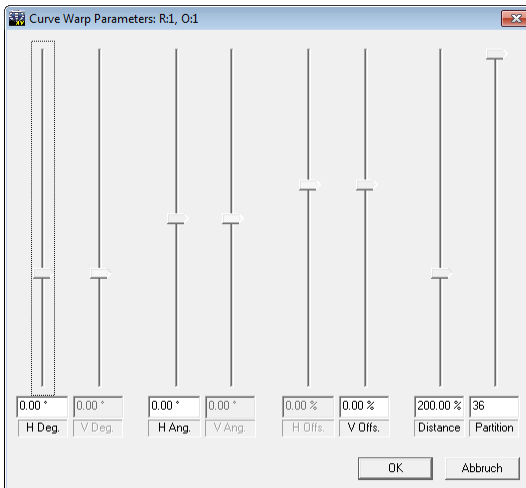 Curve Warp Parameters: R:1, O:1
0.00 ° 0.00 ° 0.00 ° 0.00 ° 0.00 % 0.00 % 200.00 % 36
H Deg. V Deg. H Ang. V Ang. H Offs. V Offs. Distance Partition
OK Abbruch